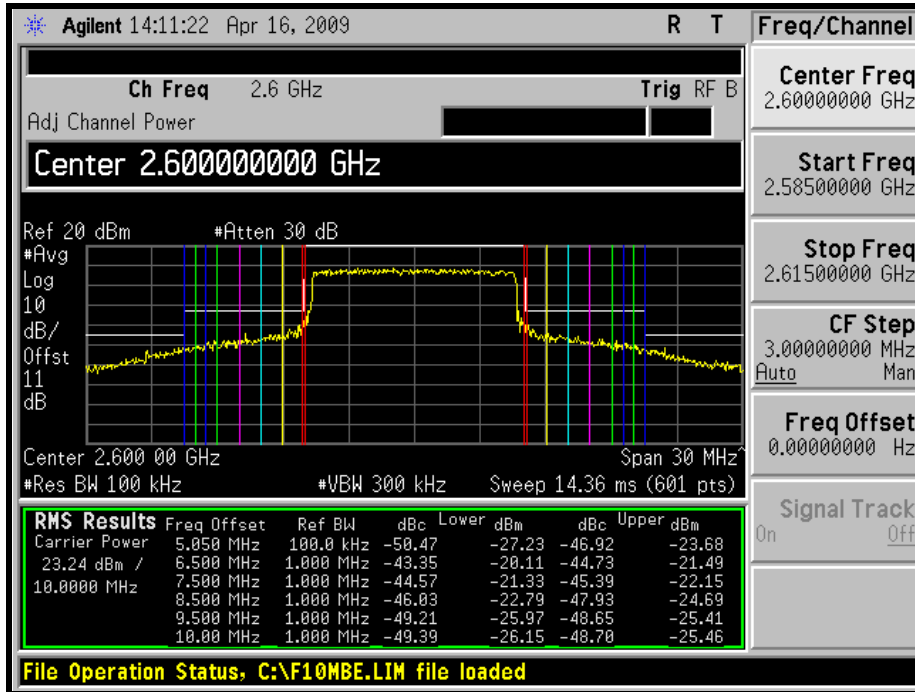 Agilent 14:11:22 Apr 16, 2009 R T
Freq/Channel
Ch Freq 2.6 GHz Trig RF B
Adj Channel Power
Center 2.600000000 GHz
Ref 20 dBm #Atten 30 dB
#Avg
Log
10
dB/
Offst
11
dB
Center 2.600 00 GHz Span 30 MHz^
#Res BW 100 kHz #VBW 300 kHz Sweep 14.36 ms (601 pts)
RMS Results Freq Offset Ref BW dBc Lower dBm dBc Upper dBm
Carrier Power 5.050 MHz 100.0 kHz -50.47 -27.23 -46.92 -23.68
23.24 dBm / 6.500 MHz 1.000 MHz -43.35 -20.11 -44.73 -21.49
10.0000 MHz 7.500 MHz 1.000 MHz -44.57 -21.33 -45.39 -22.15
8.500 MHz 1.000 MHz -46.03 -22.79 -47.93 -24.69
9.500 MHz 1.000 MHz -49.21 -25.97 -48.65 -25.41
10.00 MHz 1.000 MHz -49.39 -26.15 -48.70 -25.46
File Operation Status, C:\F10MBE.LIM file loaded
Center Freq
2.60000000 GHz
Start Freq
2.58500000 GHz
Stop Freq
2.61500000 GHz
CF Step
3.00000000 MHz
Auto Man
Freq Offset
0.00000000 Hz
Signal Track
On Off